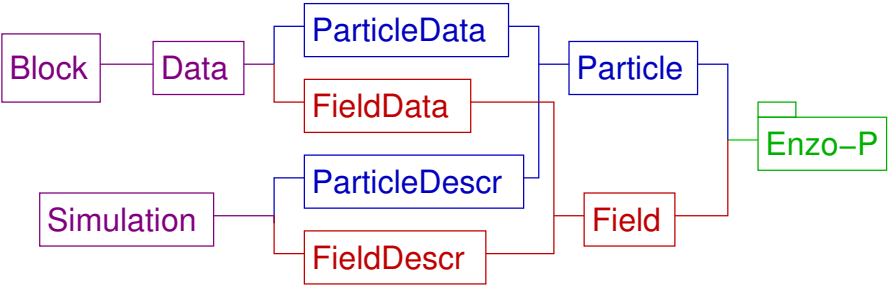 ParticleData
Block
Data
Particle
FieldData
Enzo–P
ParticleDescr
Simulation
Field
FieldDescr